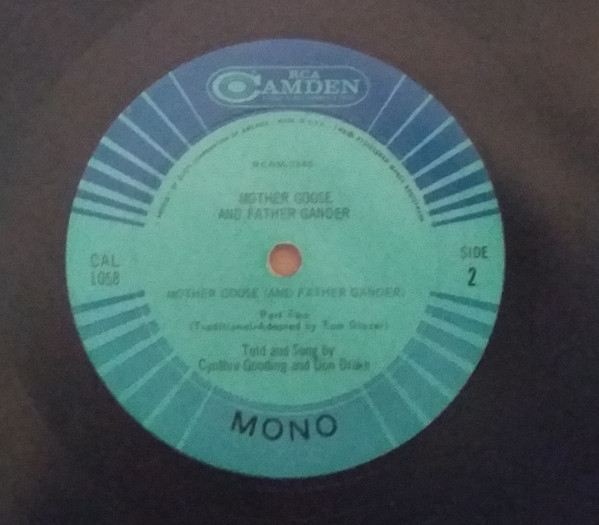 RCA
CAMDEN
MOTHER GOOSE
AND FATHER GANDER
CAL
1058
SIDE
2
MOTHER GOOSE (AND FATHER GANDER)
Part Two
(Traditional-Adapted by Tom Glazer)
Told and Sung by
Cynthia Gooding and Don Drake
MONO